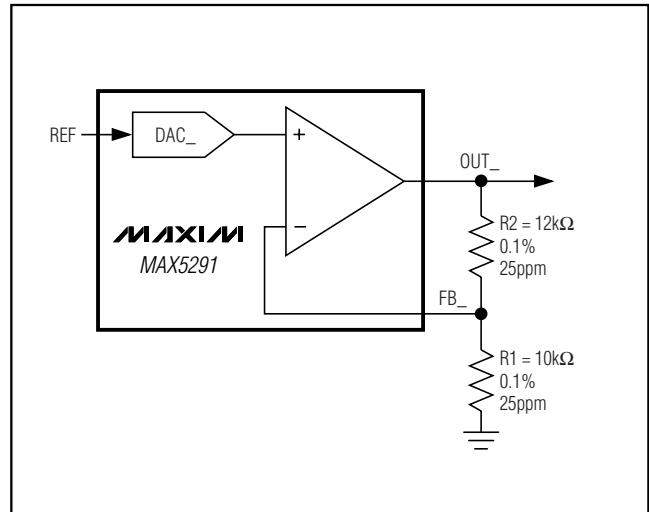 REF
DAC_
+
−
OUT_
MAXIM
MAX5291
R2 = 12kΩ
0.1%
25ppm
FB_
R1 = 10kΩ
0.1%
25ppm